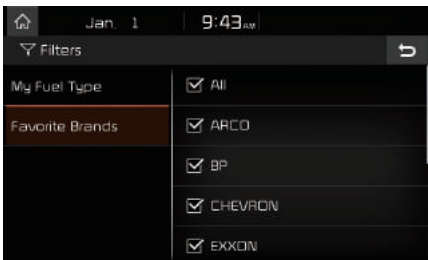 Jan. 1 9:43 AM
Filters
My Fuel Type
Favorite Brands
All
ARCO
BP
CHEVRON
EXXON